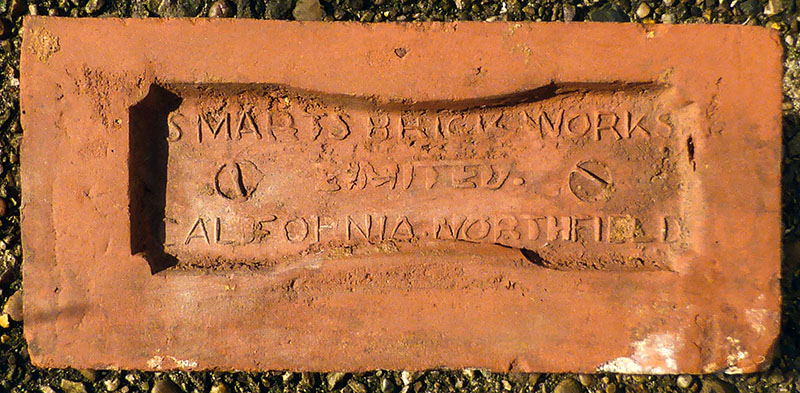 SMARTS BRICK WORKS
LIMITED.
CALIFORNIA NORTHFIELD